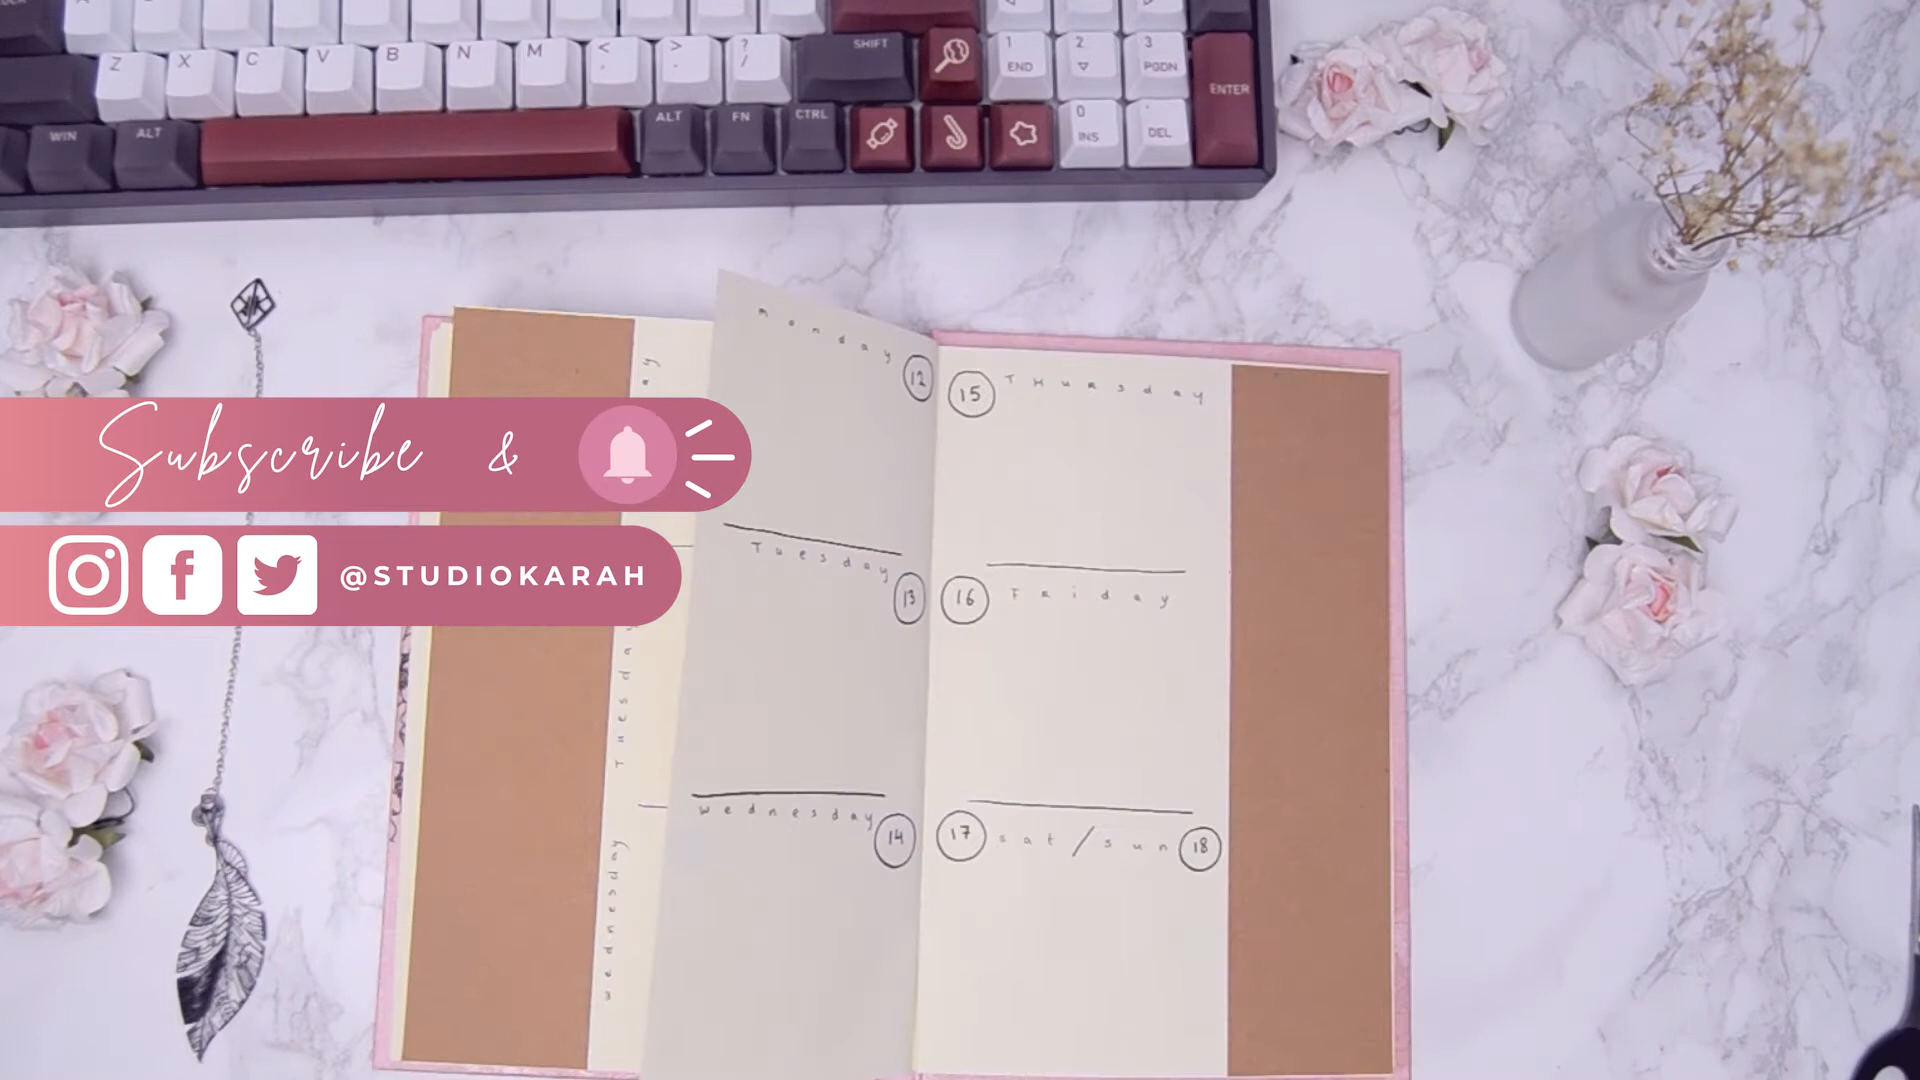 Z X C V B N M < , > . ? / SHIFT 1 END 2 3 PGDN ENTER
WIN ALT ALT FN CTRL 0 INS . DEL
monday 12
Tuesday 13
wednesday 14
15 THURsday
16 FRiday
17 sat / sun 18
Tuesday
wednesday
Subscribe &
@STUDIOKARAH